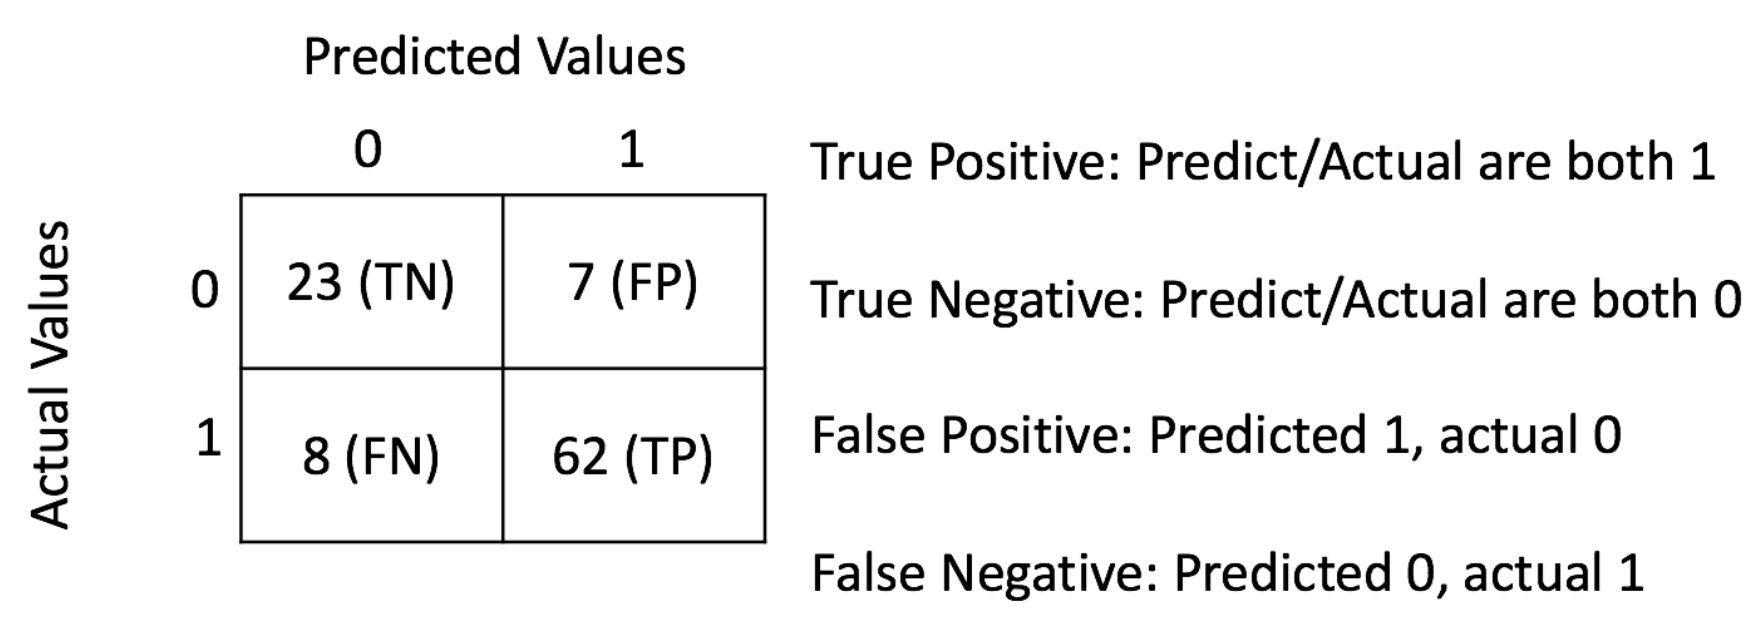 Predicted Values
0 1
True Positive: Predict/Actual are both 1
Actual Values
0 23 (TN) 7 (FP)
True Negative: Predict/Actual are both 0
1 8 (FN) 62 (TP)
False Positive: Predicted 1, actual 0
False Negative: Predicted 0, actual 1